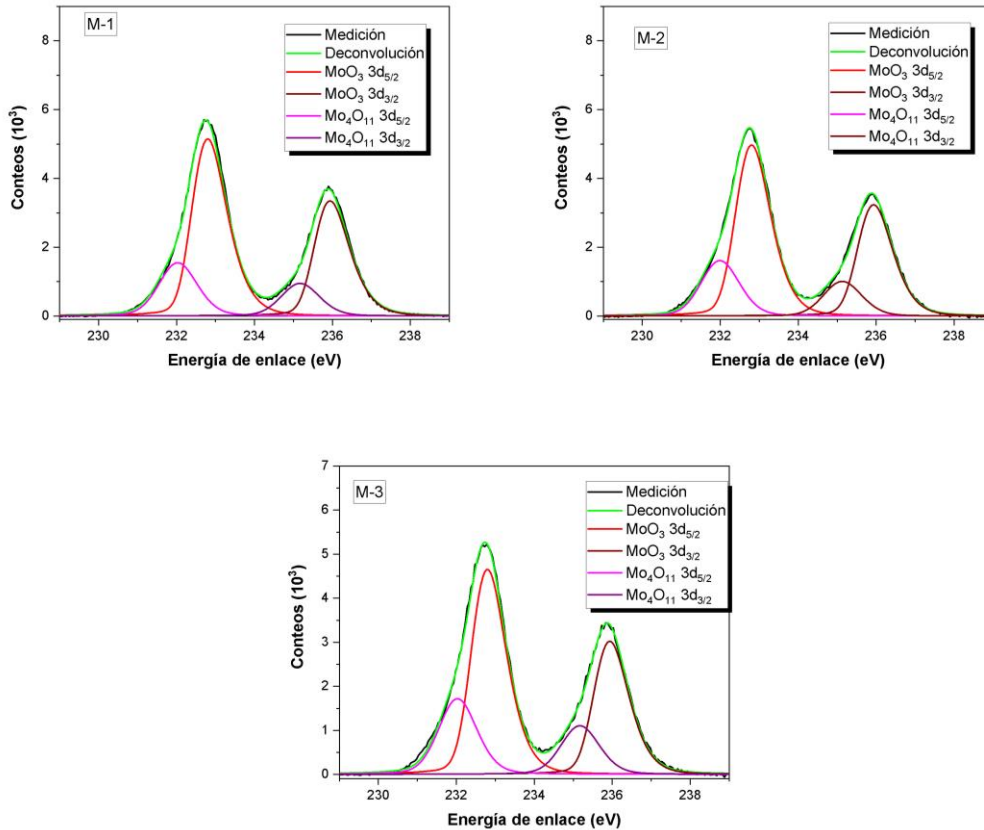 M-1
Medición
Deconvolución
MoO₃ 3d₅/₂
MoO₃ 3d₃/₂
Mo₄O₁₁ 3d₅/₂
Mo₄O₁₁ 3d₃/₂
Conteos (10³)
8
6
4
2
0
230 232 234 236 238
Energía de enlace (eV)
M-2
Medición
Deconvolución
MoO₃ 3d₅/₂
MoO₃ 3d₃/₂
Mo₄O₁₁ 3d₅/₂
Mo₄O₁₁ 3d₃/₂
Conteos (10³)
8
6
4
2
0
230 232 234 236 238
Energía de enlace (eV)
M-3
Medición
Deconvolución
MoO₃ 3d₅/₂
MoO₃ 3d₃/₂
Mo₄O₁₁ 3d₅/₂
Mo₄O₁₁ 3d₃/₂
Conteos (10³)
7
6
5
4
3
2
1
0
230 232 234 236 238
Energía de enlace (eV)